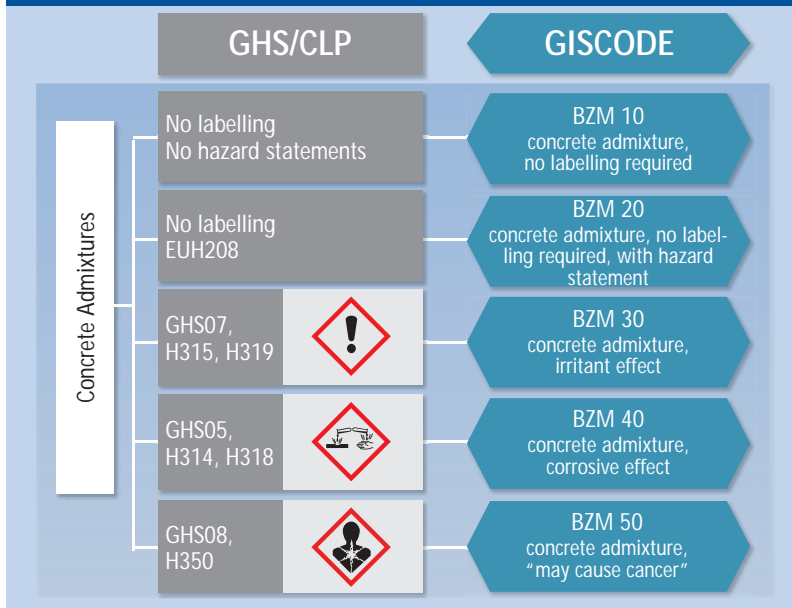 GHS/CLP
GISCODE
Concrete Admixtures
No labelling
No hazard statements
BZM 10
concrete admixture,
no labelling required
No labelling
EUH208
BZM 20
concrete admixture, no label-
ling required, with hazard
statement
GHS07,
H315, H319
BZM 30
concrete admixture,
irritant effect
GHS05,
H314, H318
BZM 40
concrete admixture,
corrosive effect
GHS08,
H350
BZM 50
concrete admixture,
“may cause cancer”